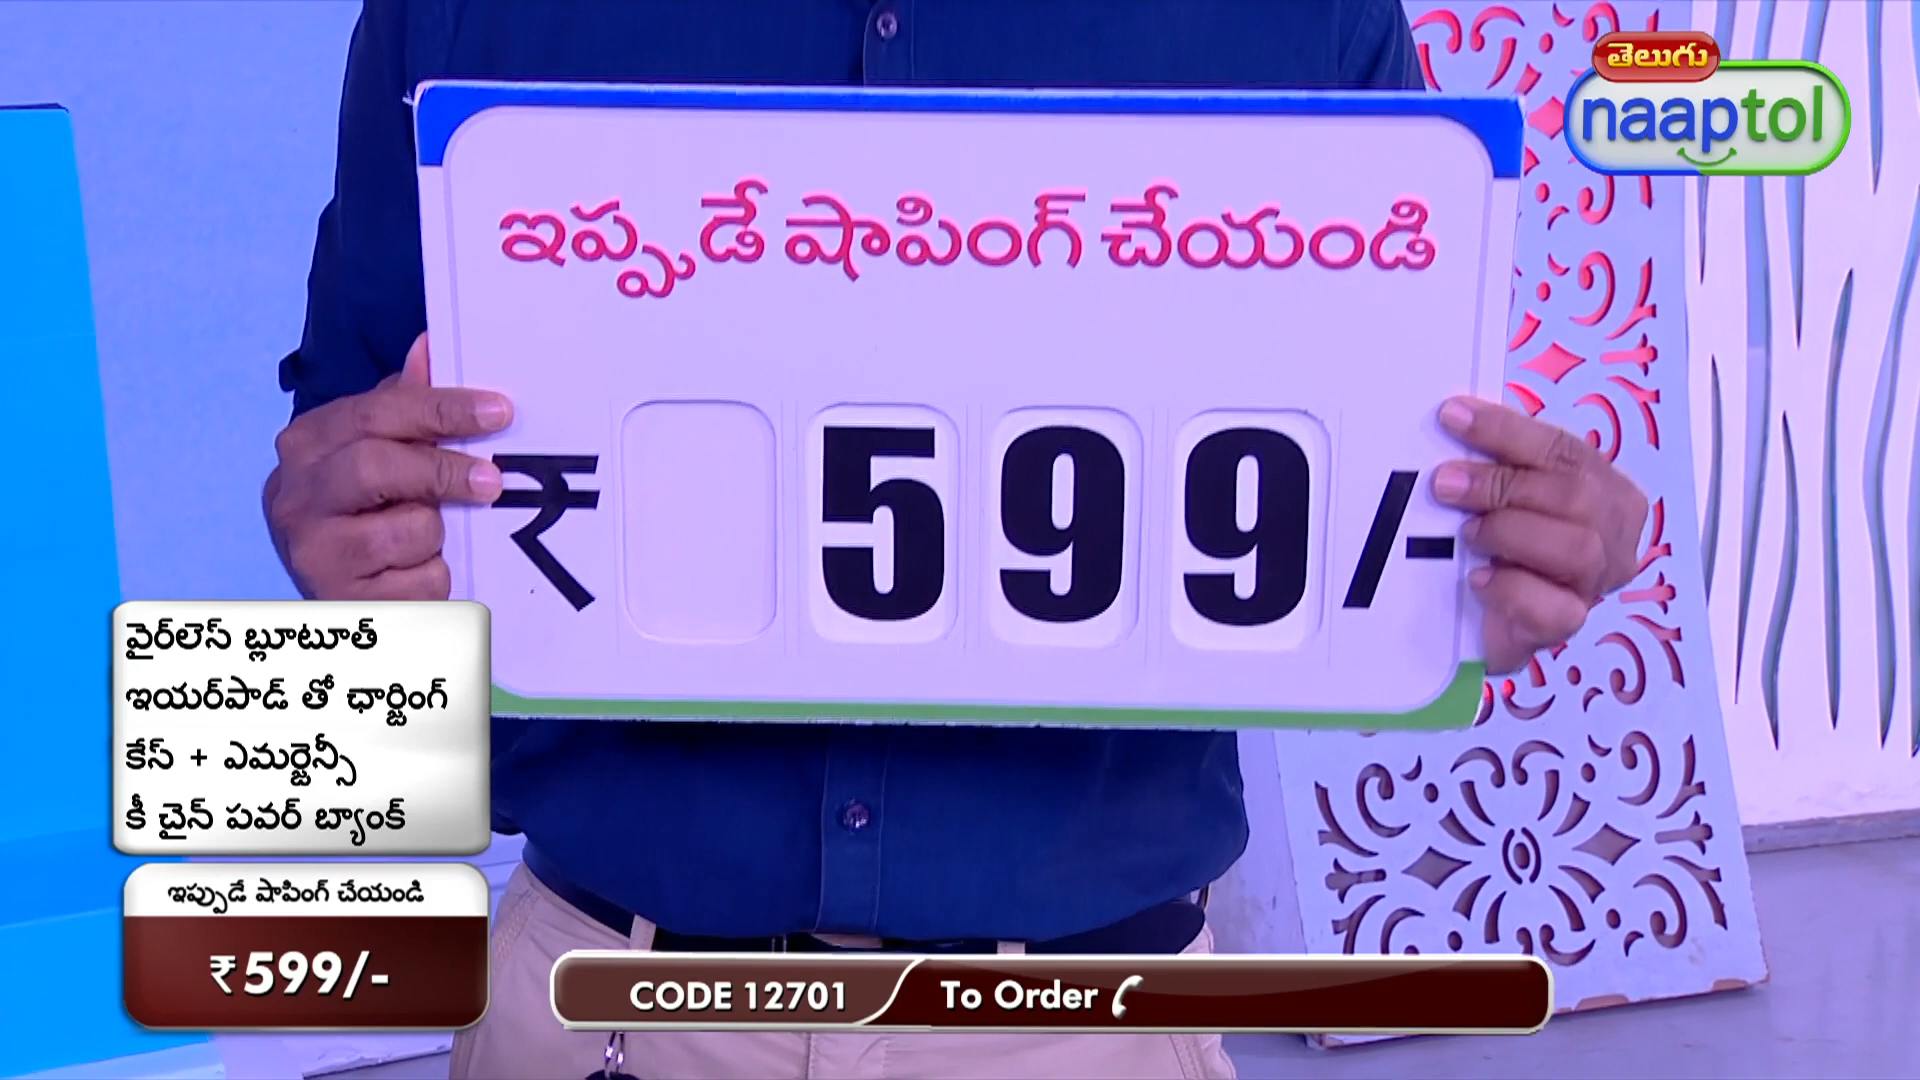 తెలుగు
naaptol
ఇప్పుడే షాపింగ్ చేయండి
₹ 599/-
వైర్‌లెస్ బ్లూటూత్
ఇయర్‌పాడ్ తో ఛార్జింగ్
కేస్ + ఎమర్జెన్సీ
కీ చైన్ పవర్ బ్యాంక్
ఇప్పుడే షాపింగ్ చేయండి
₹599/-
CODE 12701
To Order